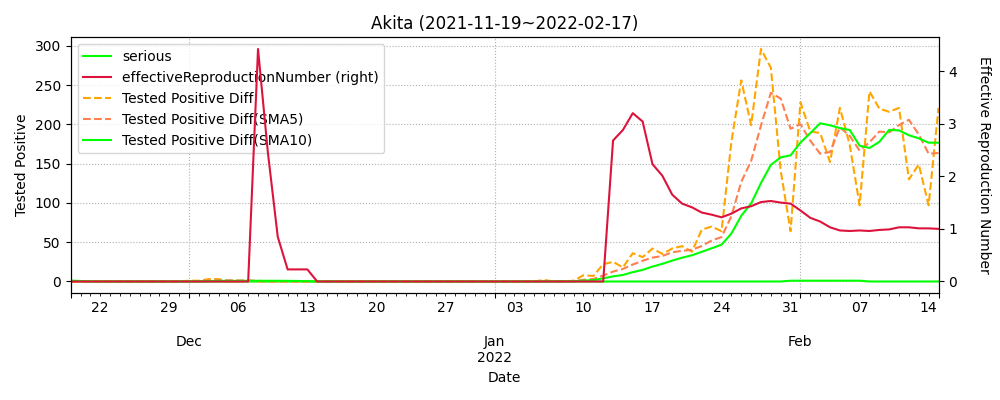 Akita (2021-11-19~2022-02-17)
serious
effectiveReproductionNumber (right)
Tested Positive Diff
Tested Positive Diff(SMA5)
Tested Positive Diff(SMA10)
Tested Positive
300
250
200
150
100
50
0
4
3
2
1
0
Effective Reproduction Number
22 29 06 13 20 27 03 10 17 24 31 07 14
Dec Jan Feb
2022
Date